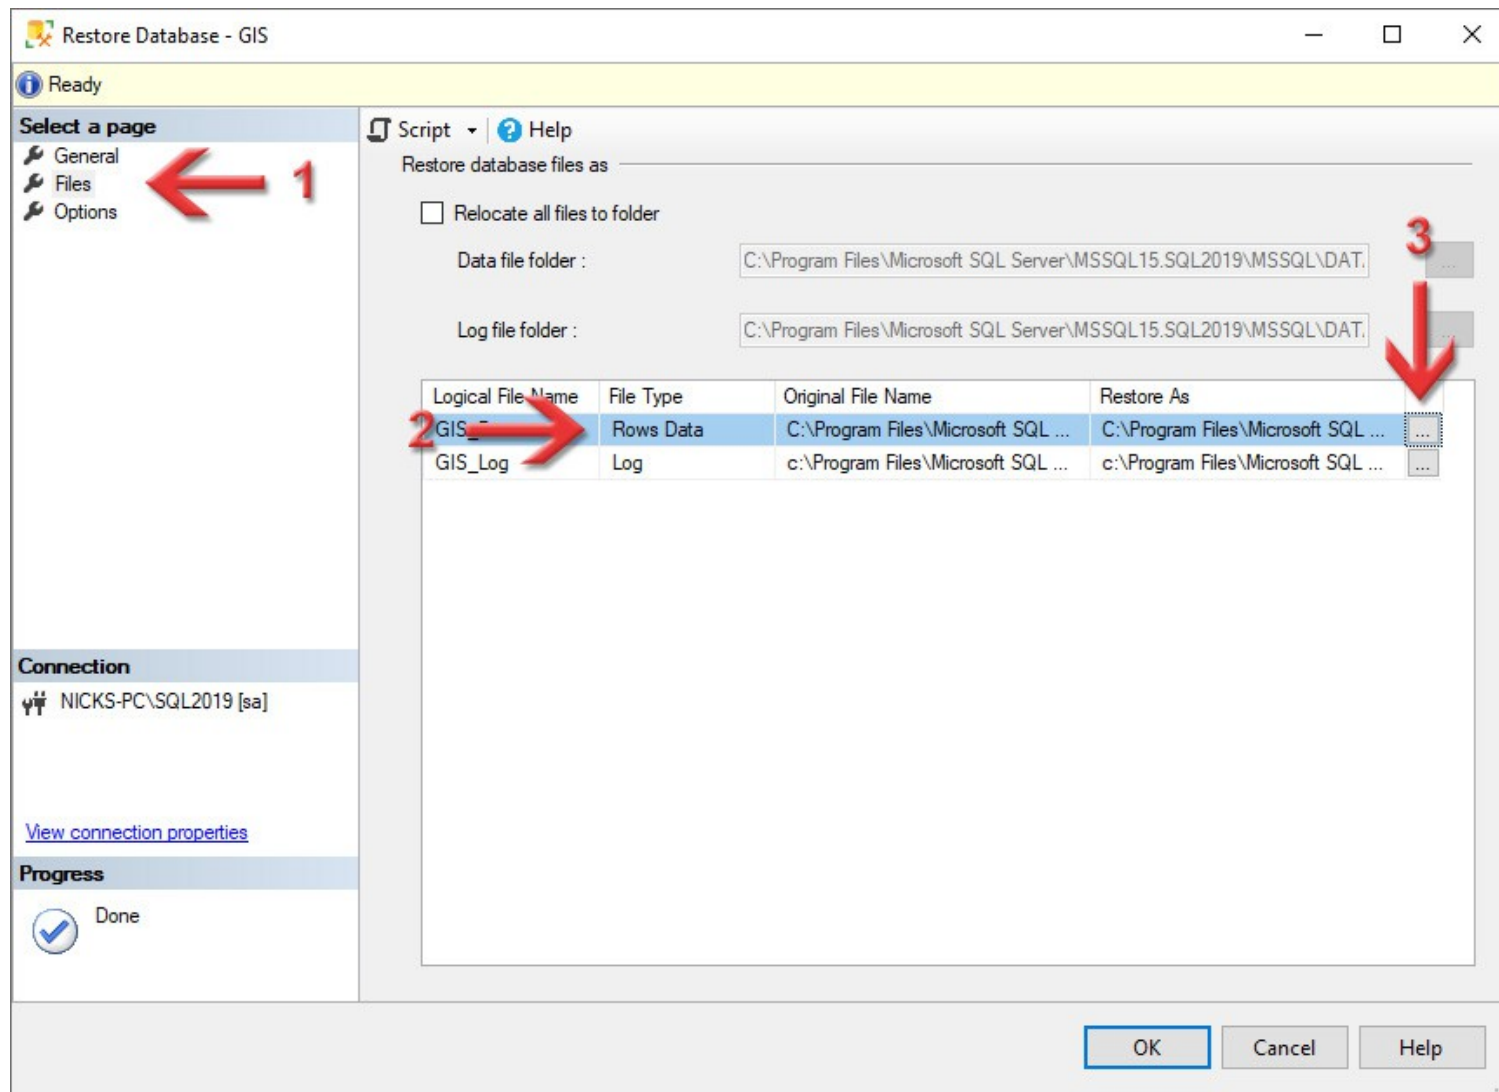 Restore Database - GIS
Ready
Select a page
General
Files
Options
1
Script
Help
Restore database files as
Relocate all files to folder
3
Data file folder :
C:\Program Files\Microsoft SQL Server\MSSQL15.SQL2019\MSSQL\DAT
...
Log file folder :
C:\Program Files\Microsoft SQL Server\MSSQL15.SQL2019\MSSQL\DAT
Logical File Name File Type Original File Name Restore As
2 Rows Data C:\Program Files\Microsoft SQL ... C:\Program Files\Microsoft SQL ... ...
GIS_Log Log c:\Program Files\Microsoft SQL ... c:\Program Files\Microsoft SQL ... ...
Connection
NICKS-PC\SQL2019 [sa]
View connection properties
Progress
Done
OK Cancel Help